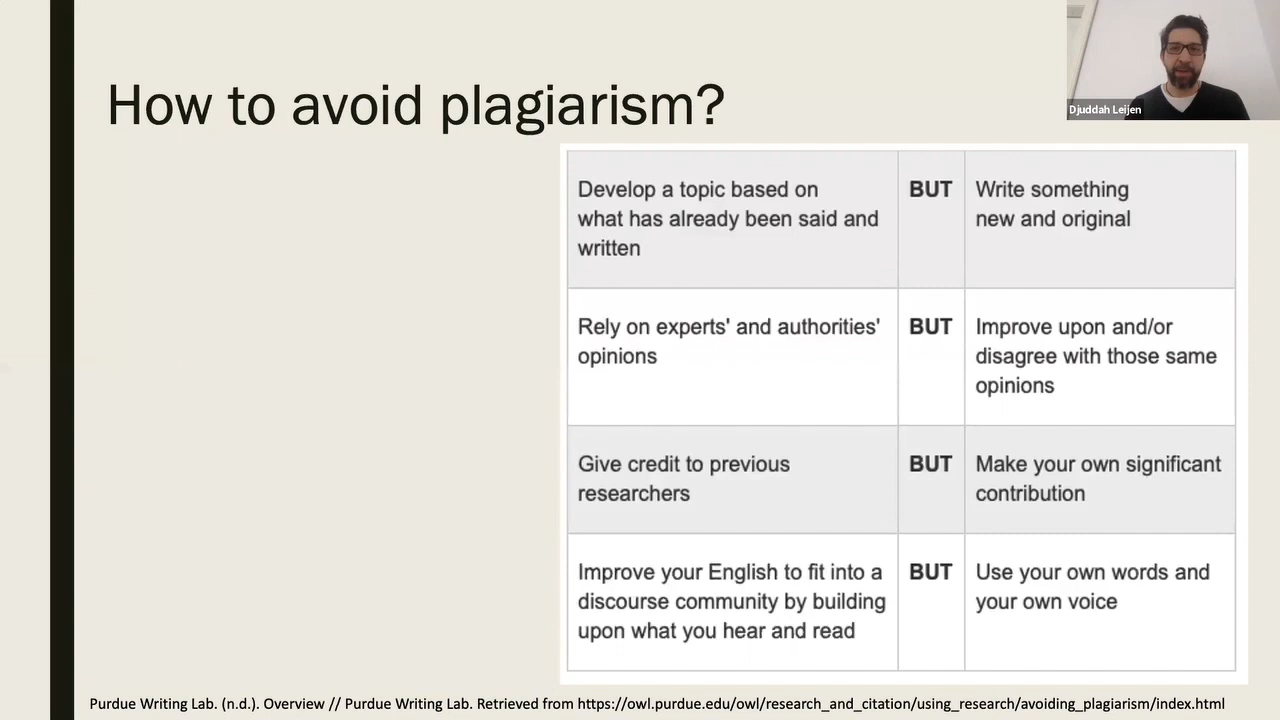 Djuddah Leijen
How to avoid plagiarism?
Develop a topic based on
what has already been said and
written
BUT
Write something
new and original
Rely on experts' and authorities'
opinions
BUT
Improve upon and/or
disagree with those same
opinions
Give credit to previous
researchers
BUT
Make your own significant
contribution
Improve your English to fit into a
discourse community by building
upon what you hear and read
BUT
Use your own words and
your own voice
Purdue Writing Lab. (n.d.). Overview // Purdue Writing Lab. Retrieved from https://owl.purdue.edu/owl/research_and_citation/using_research/avoiding_plagiarism/index.html